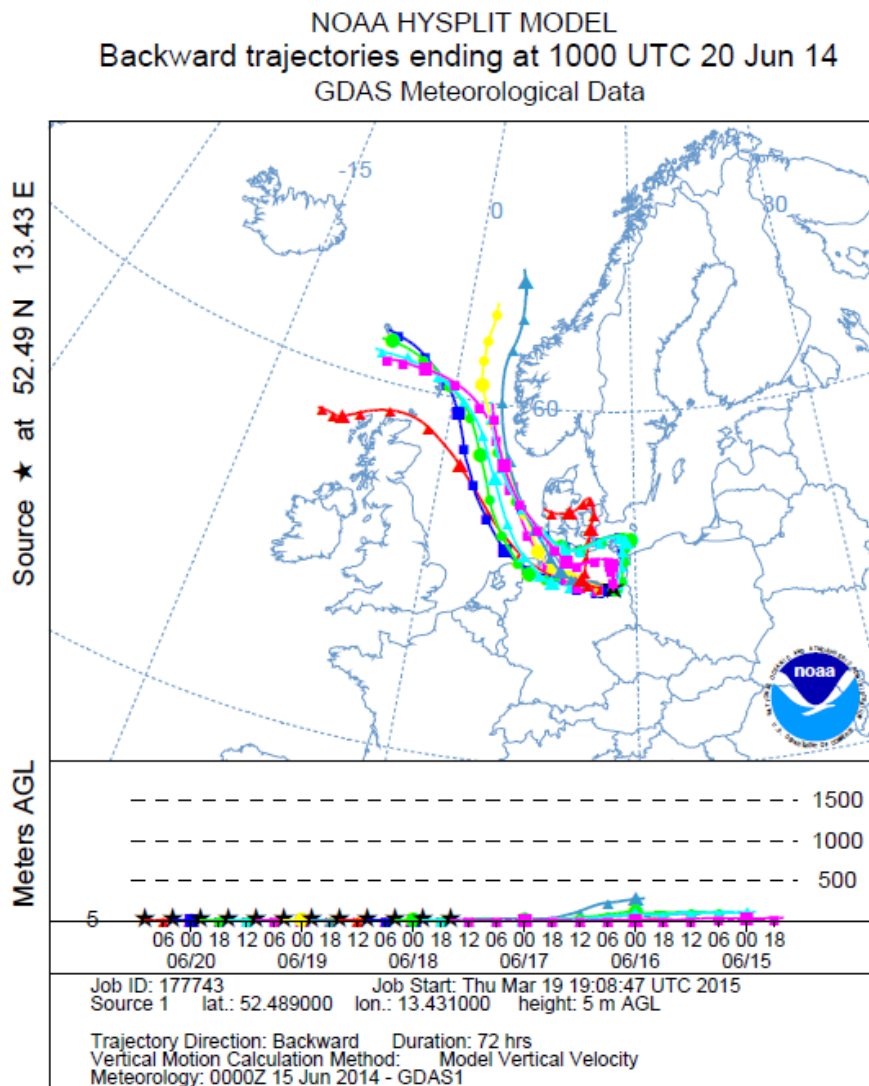 NOAA HYSPLIT MODEL
Backward trajectories ending at 1000 UTC 20 Jun 14
GDAS Meteorological Data
Source ★ at 52.49 N 13.43 E
-15
0
30
60
noaa
Meters AGL
1500
1000
500
5
06 00 18 12 06 00 18 12 06 00 18 12 06 00 18 12 06 00 18 12 06 00 18
06/20 06/19 06/18 06/17 06/16 06/15
Job ID: 177743 Job Start: Thu Mar 19 19:08:47 UTC 2015
Source 1 lat.: 52.489000 lon.: 13.431000 height: 5 m AGL
Trajectory Direction: Backward Duration: 72 hrs
Vertical Motion Calculation Method: Model Vertical Velocity
Meteorology: 0000Z 15 Jun 2014 - GDAS1